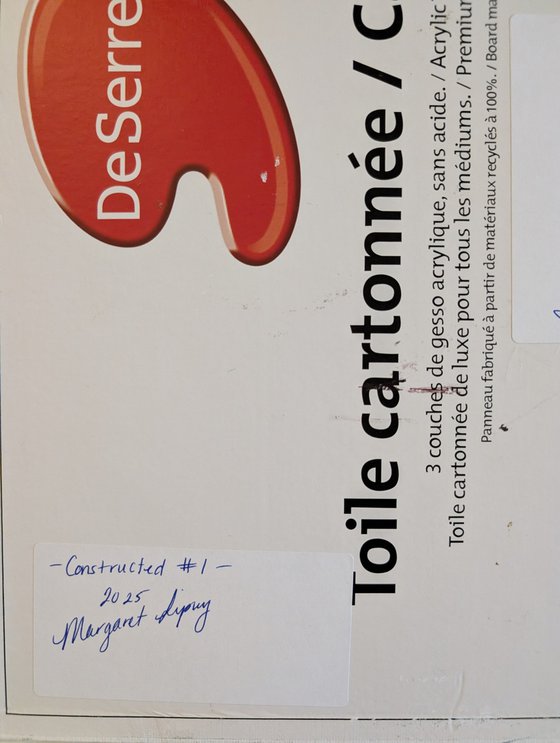 DeSerre
Toile cartonnée / C
3 couches de gesso acrylique, sans acide. / Acrylic
Toile cartonnée de luxe pour tous les médiums. / Premium
Panneau fabriqué à partir de matériaux recyclés à 100%. / Board ma
- Constructed #1 -
2025
Margaret